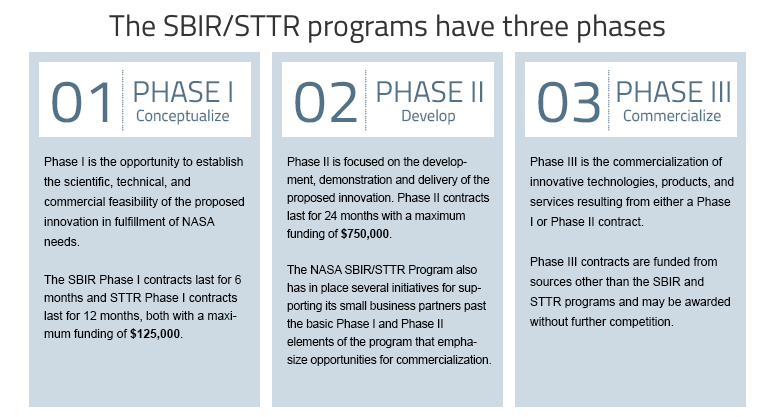 The SBIR/STTR programs have three phases
01
PHASE I
Conceptualize
Phase I is the opportunity to establish
the scientific, technical, and
commercial feasibility of the proposed
innovation in fulfillment of NASA
needs.
The SBIR Phase I contracts last for 6
months and STTR Phase I contracts
last for 12 months, both with a maxi-
mum funding of $125,000.
02
PHASE II
Develop
Phase II is focused on the develop-
ment, demonstration and delivery of the
proposed innovation. Phase II contracts
last for 24 months with a maximum
funding of $750,000.
The NASA SBIR/STTR Program also
has in place several initiatives for sup-
porting its small business partners past
the basic Phase I and Phase II
elements of the program that empha-
size opportunities for commercialization.
03
PHASE III
Commercialize
Phase III is the commercialization of
innovative technologies, products, and
services resulting from either a Phase
I or Phase II contract.
Phase III contracts are funded from
sources other than the SBIR and
STTR programs and may be awarded
without further competition.